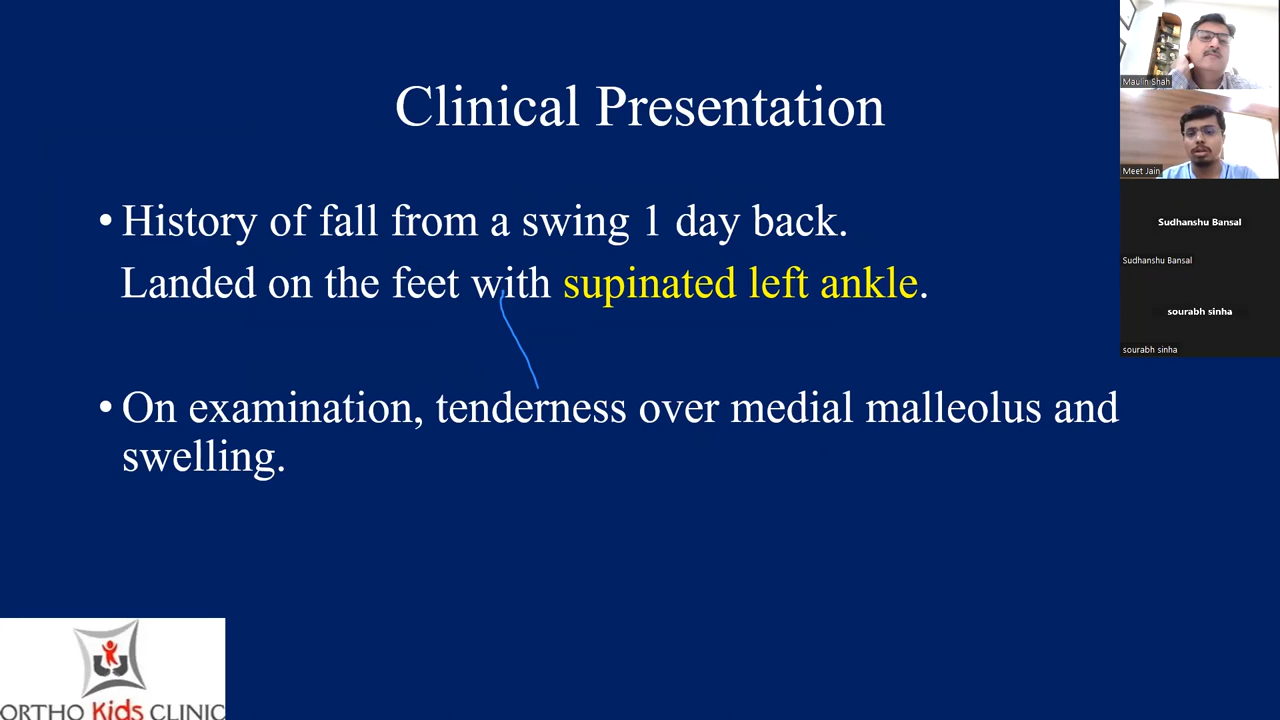 Clinical Presentation
• History of fall from a swing 1 day back.
Landed on the feet with supinated left ankle.
• On examination, tenderness over medial malleolus and
swelling.
Maulin Shah
Meet Jain
Sudhanshu Bansal
Sudhanshu Bansal
sourabh sinha
sourabh sinha
ORTHO Kids CLINIC